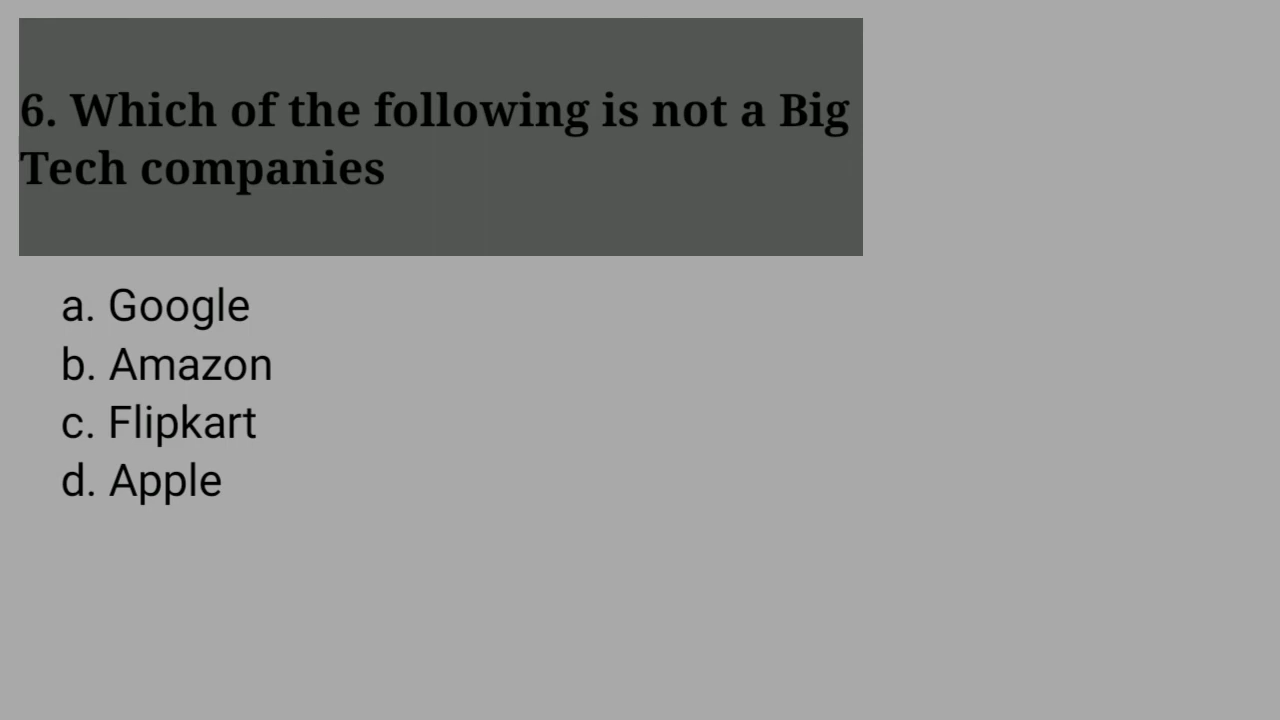 6. Which of the following is not a Big
Tech companies
a. Google
b. Amazon
c. Flipkart
d. Apple